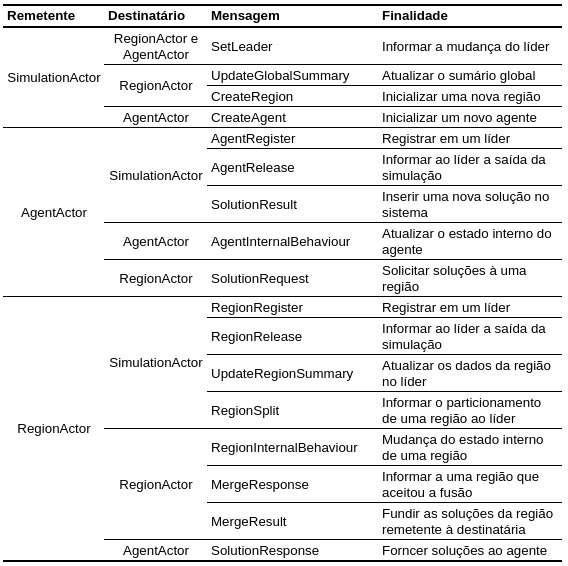 Remetente Destinatário Mensagem Finalidade
RegionActor e
AgentActor
SetLeader
Informar a mudança do líder
SimulationActor
RegionActor
UpdateGlobalSummary
Atualizar o sumário global
CreateRegion
Inicializar uma nova região
AgentActor
CreateAgent
Inicializar um novo agente
AgentActor
SimulationActor
AgentRegister
Registrar em um líder
AgentRelease
Informar ao líder a saída da
simulação
SolutionResult
Inserir uma nova solução no
sistema
AgentActor
AgentInternalBehaviour
Atualizar o estado interno do
agente
RegionActor
SolutionRequest
Solicitar soluções à uma
região
RegionActor
SimulationActor
RegionRegister
Registrar em um líder
RegionRelease
Informar ao líder a saída da
simulação
UpdateRegionSummary
Atualizar os dados da região
no líder
RegionSplit
Informar o particionamento
de uma região ao líder
RegionActor
RegionInternalBehaviour
Mudança do estado interno
de uma região
MergeResponse
Informar a uma região que
aceitou a fusão
MergeResult
Fundir as soluções da região
remetente à destinatária
AgentActor
SolutionResponse
Forncer soluções ao agente